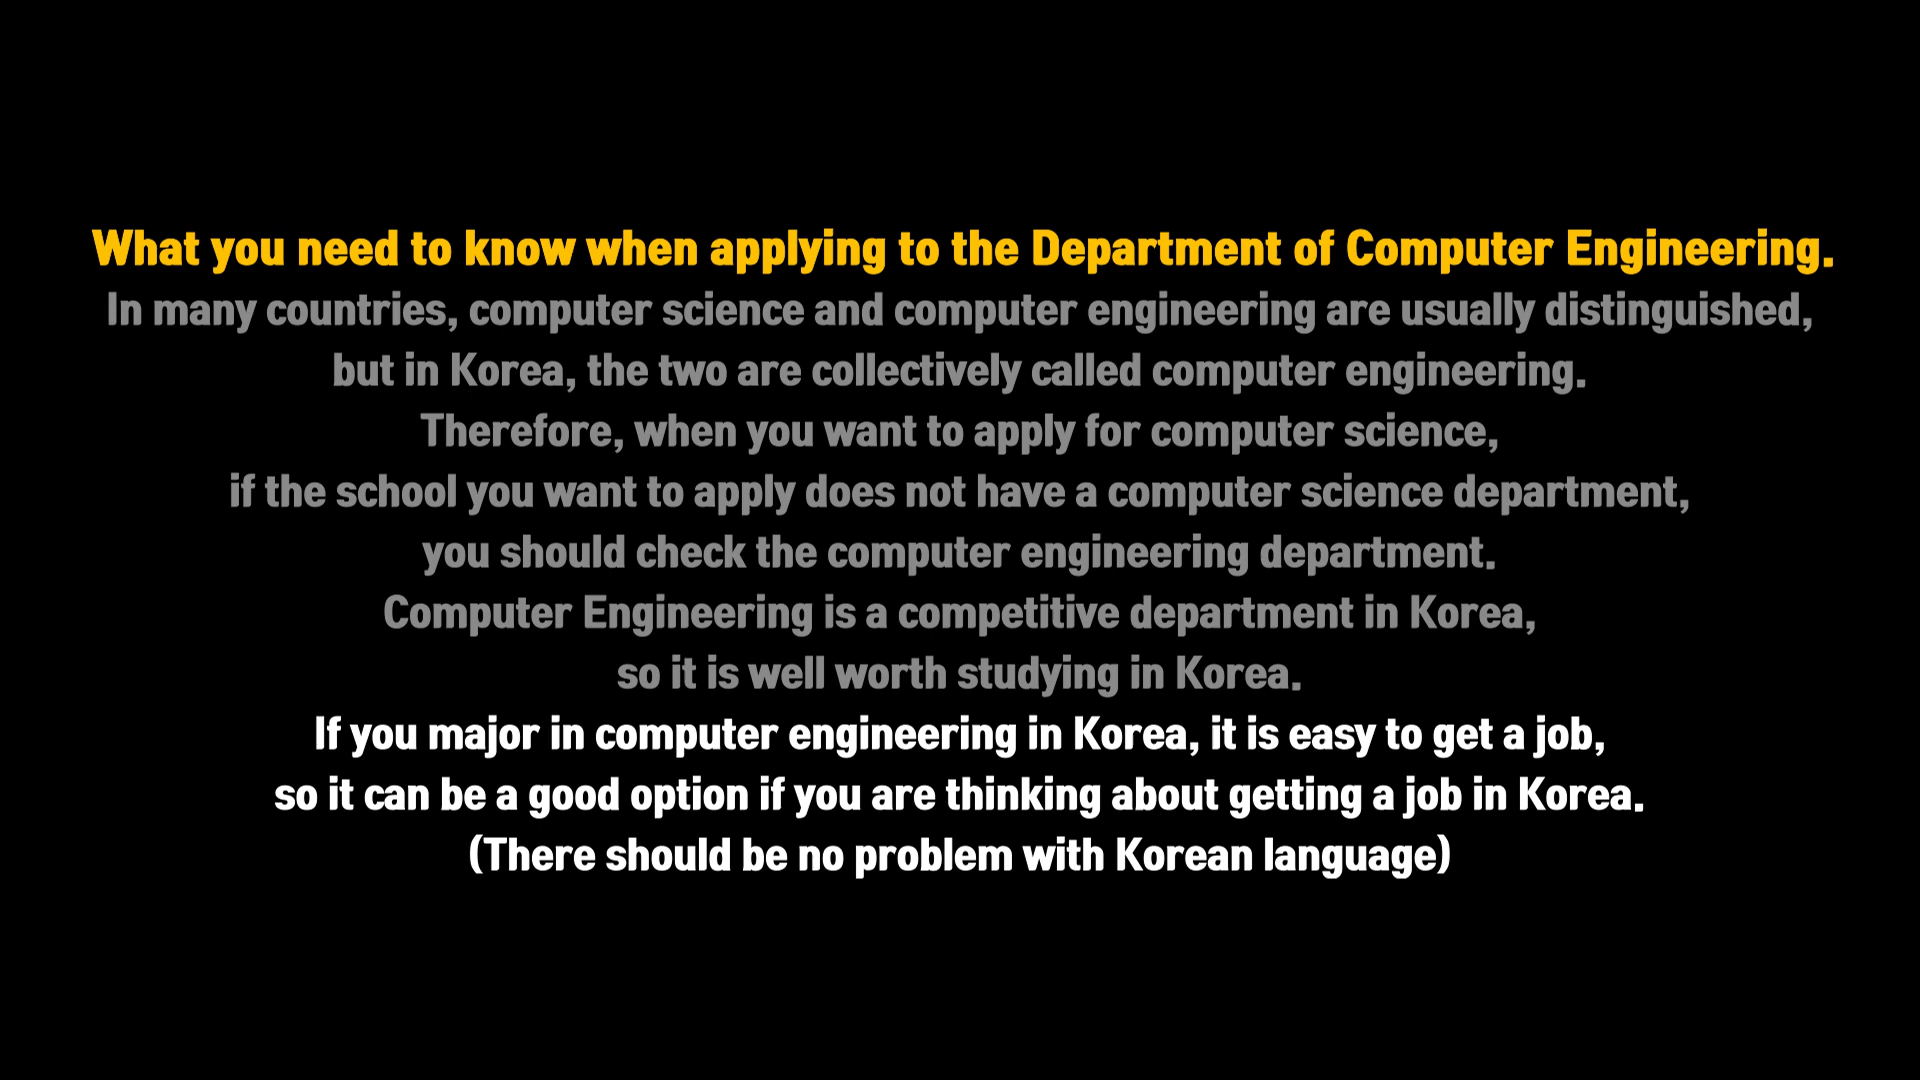 What you need to know when applying to the Department of Computer Engineering.
In many countries, computer science and computer engineering are usually distinguished,
but in Korea, the two are collectively called computer engineering.
Therefore, when you want to apply for computer science,
if the school you want to apply does not have a computer science department,
you should check the computer engineering department.
Computer Engineering is a competitive department in Korea,
so it is well worth studying in Korea.
If you major in computer engineering in Korea, it is easy to get a job,
so it can be a good option if you are thinking about getting a job in Korea.
(There should be no problem with Korean language)